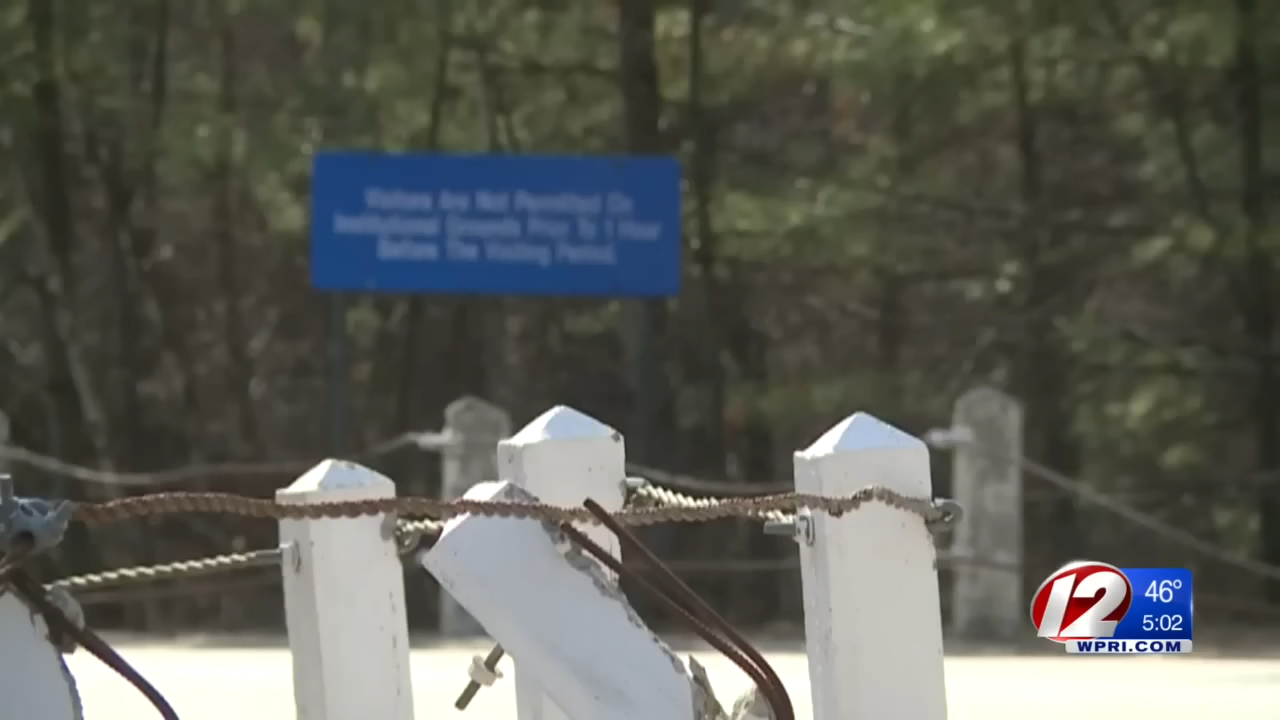 Visitors Are Not Permitted On
Institutional Grounds Prior To 1 Hour
Before The Visiting Period.
12
46°
5:02
WPRI.COM